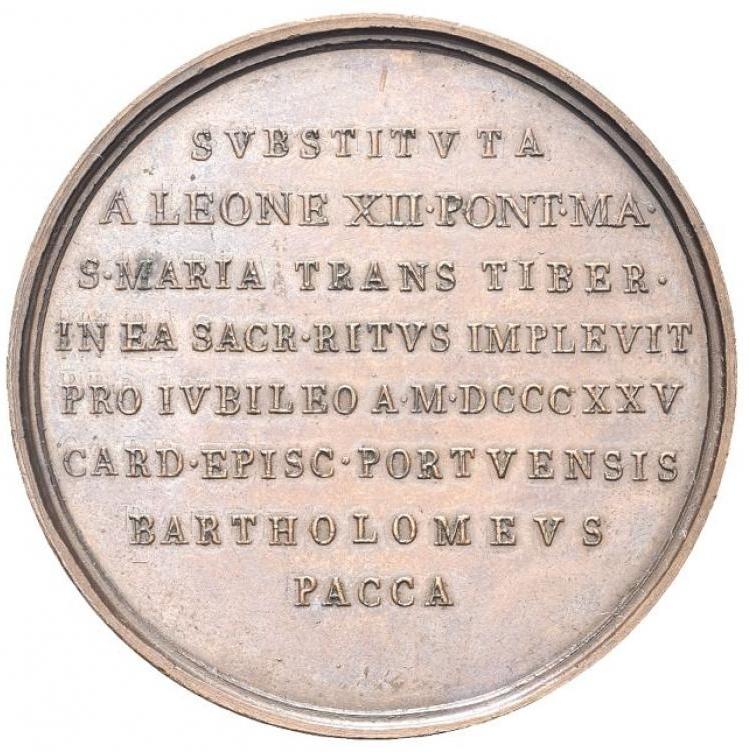 SVBSTITVTA
A LEONE XII·PONT·MA·
S·MARIA TRANS TIBER·
IN EA SACR·RITVS IMPLEVIT
PRO IVBILEO A·M·DCCCXXV
CARD·EPISC·PORTVENSIS
BARTHOLOMEVS
PACCA